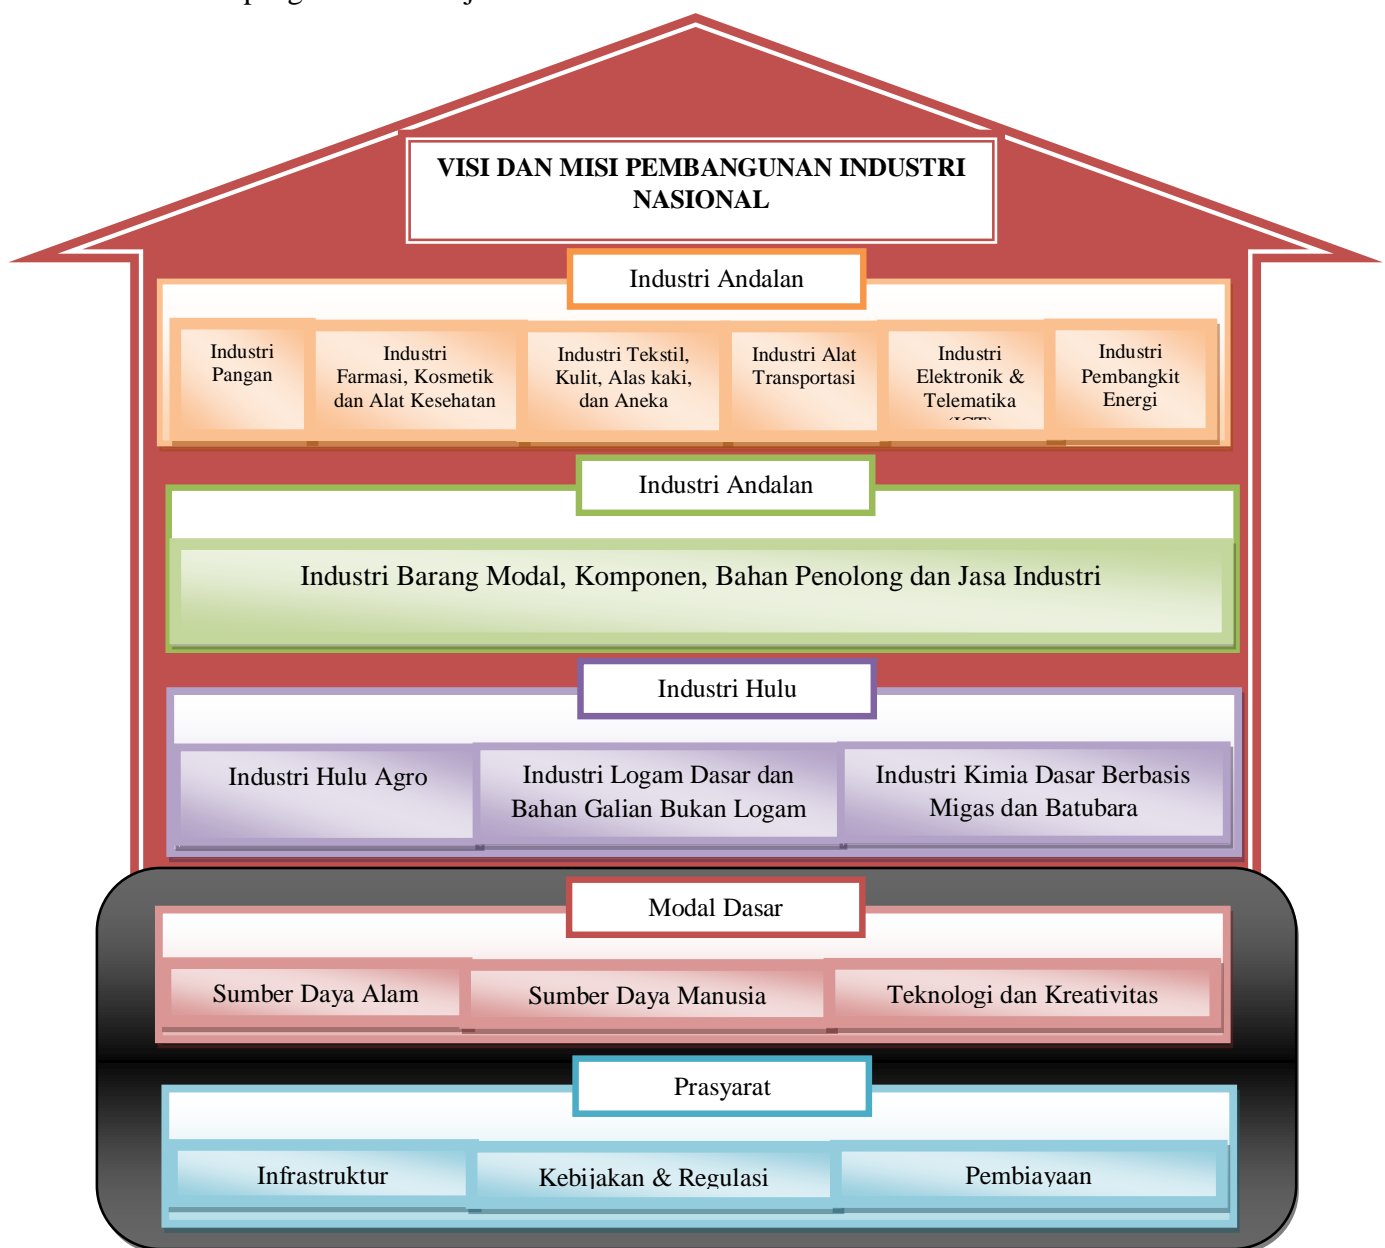 VISI DAN MISI PEMBANGUNAN INDUSTRI
NASIONAL
Industri Andalan
Industri
Pangan
Industri
Farmasi, Kosmetik
dan Alat Kesehatan
Industri Tekstil,
Kulit, Alas kaki,
dan Aneka
Industri Alat
Transportasi
Industri
Elektronik &
Telematika
Industri
Pembangkit
Energi
Industri Andalan
Industri Barang Modal, Komponen, Bahan Penolong dan Jasa Industri
Industri Hulu
Industri Hulu Agro
Industri Logam Dasar dan
Bahan Galian Bukan Logam
Industri Kimia Dasar Berbasis
Migas dan Batubara
Modal Dasar
Sumber Daya Alam
Sumber Daya Manusia
Teknologi dan Kreativitas
Prasyarat
Infrastruktur
Kebijakan & Regulasi
Pembiayaan